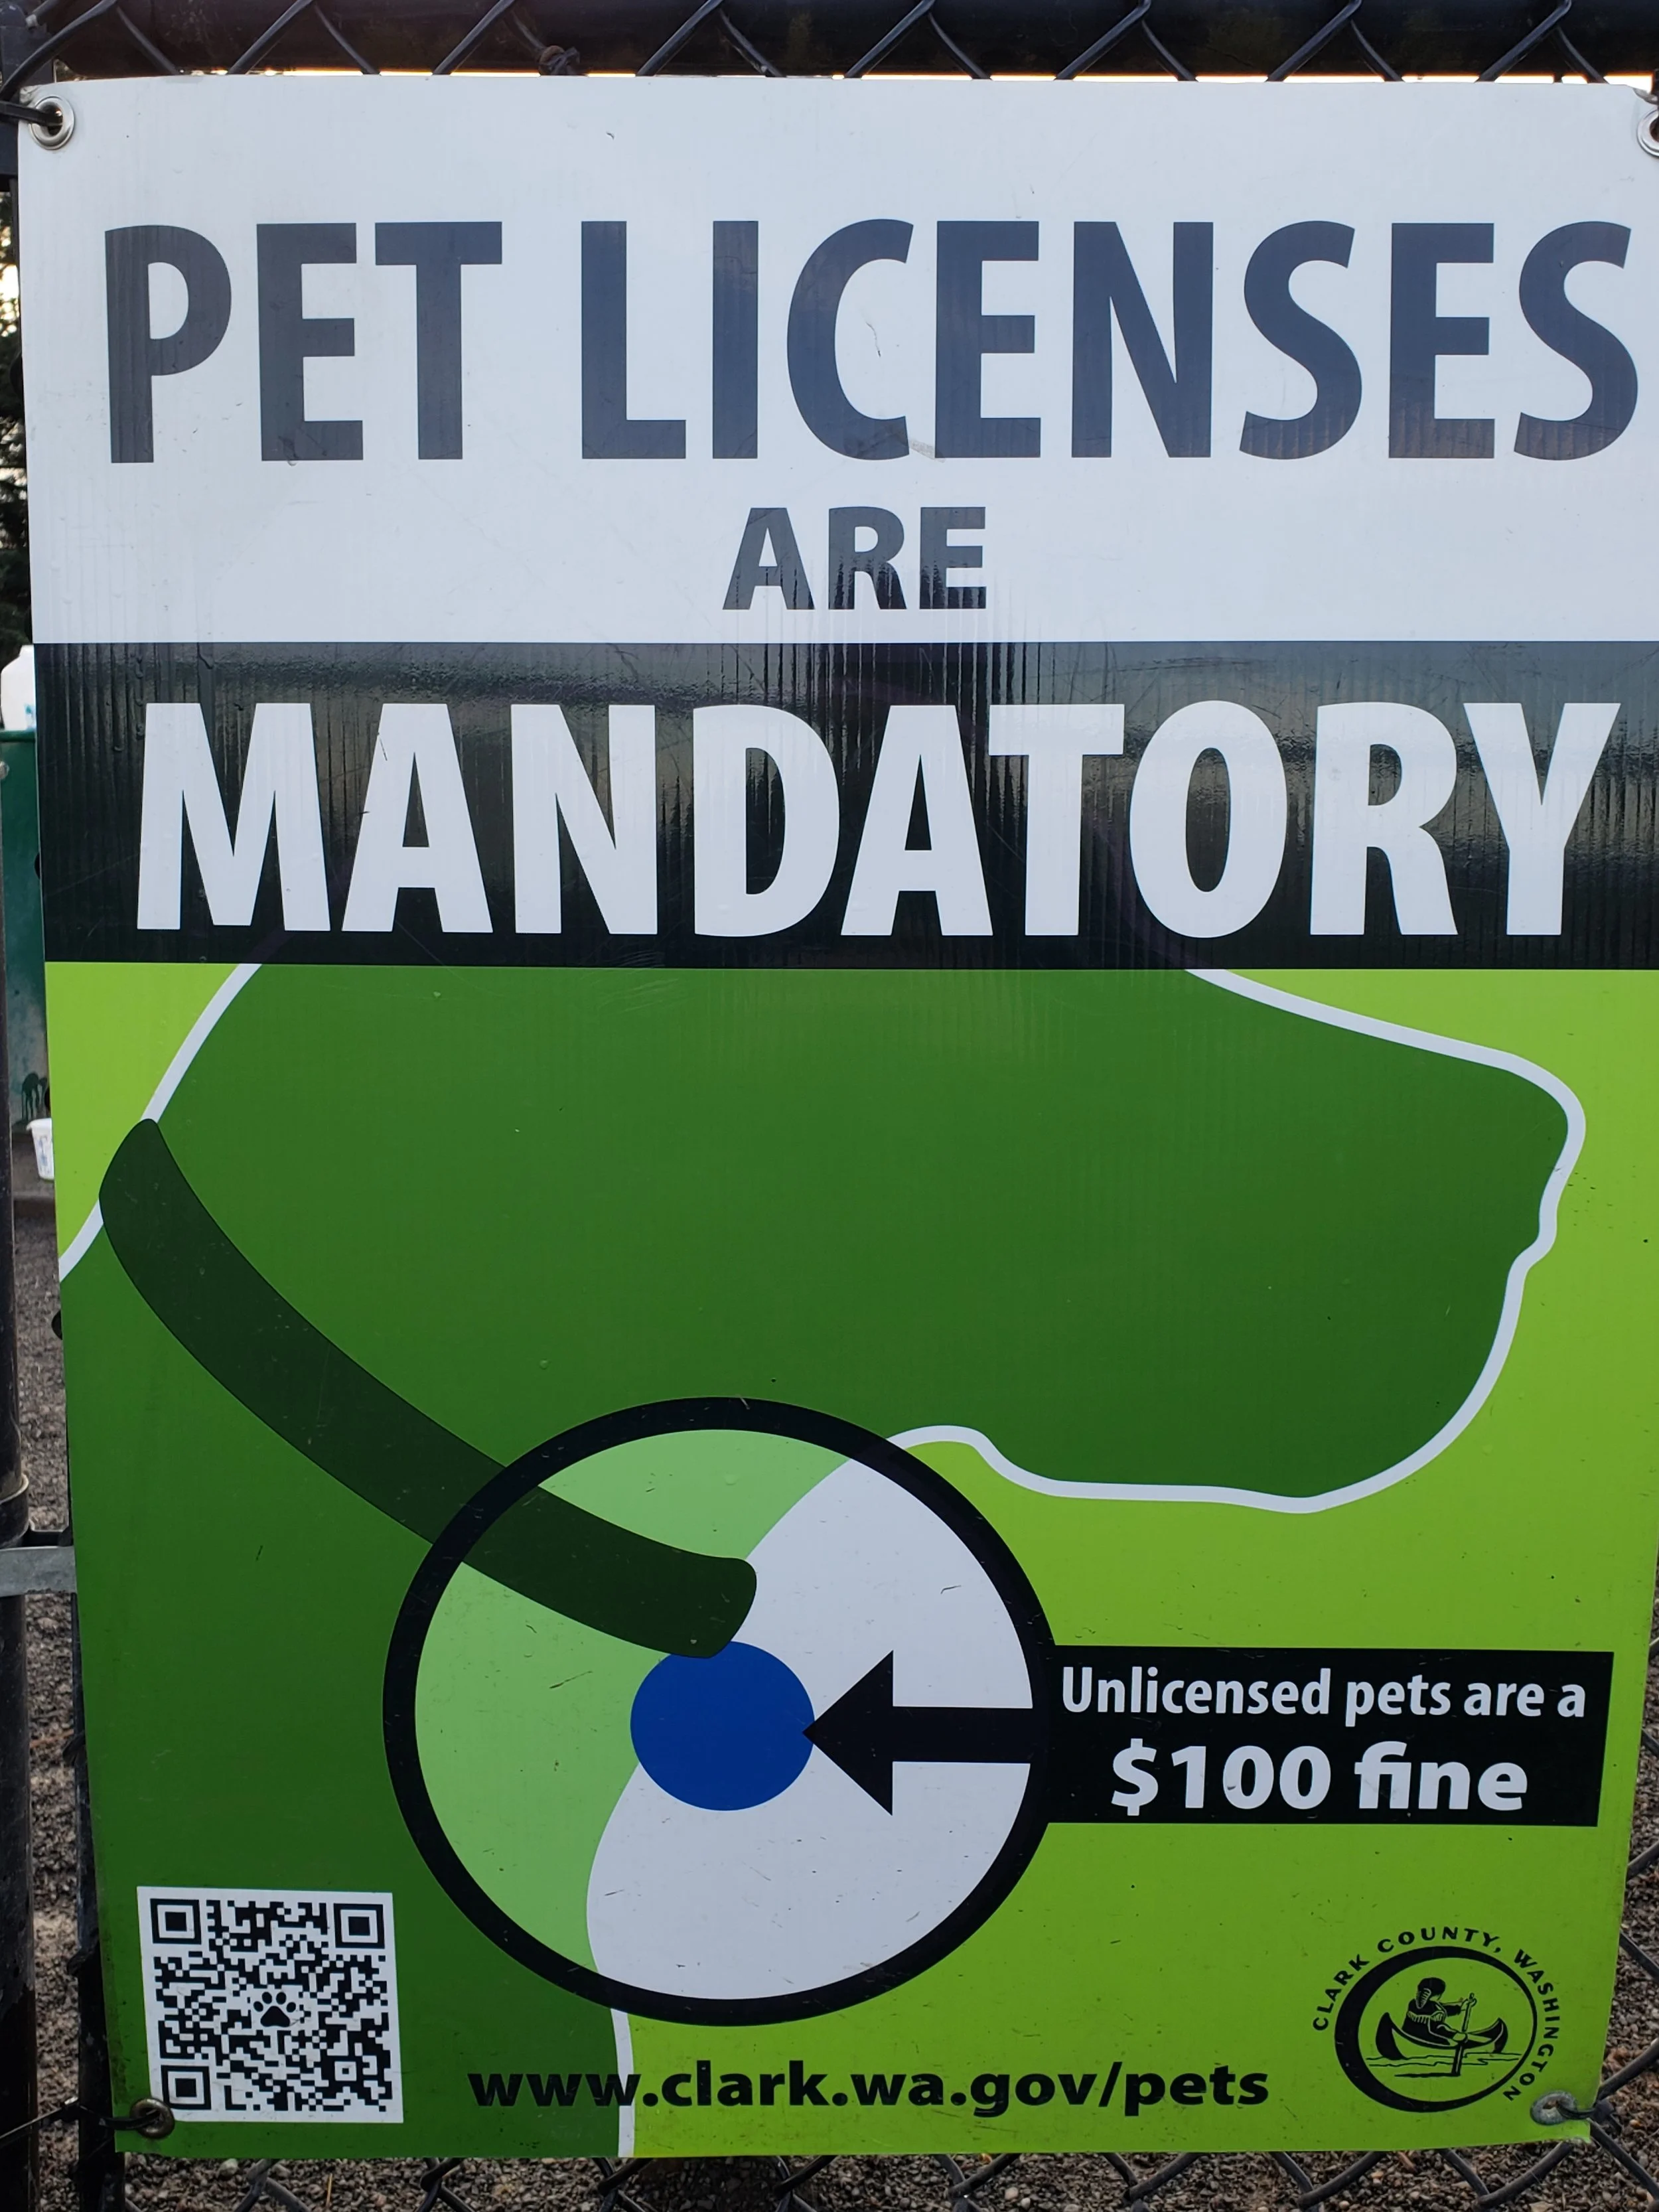 PET LICENSES
ARE
MANDATORY
Unlicensed pets are a
$100 fine
www.clark.wa.gov/pets
CLARK COUNTY, WASHINGTON